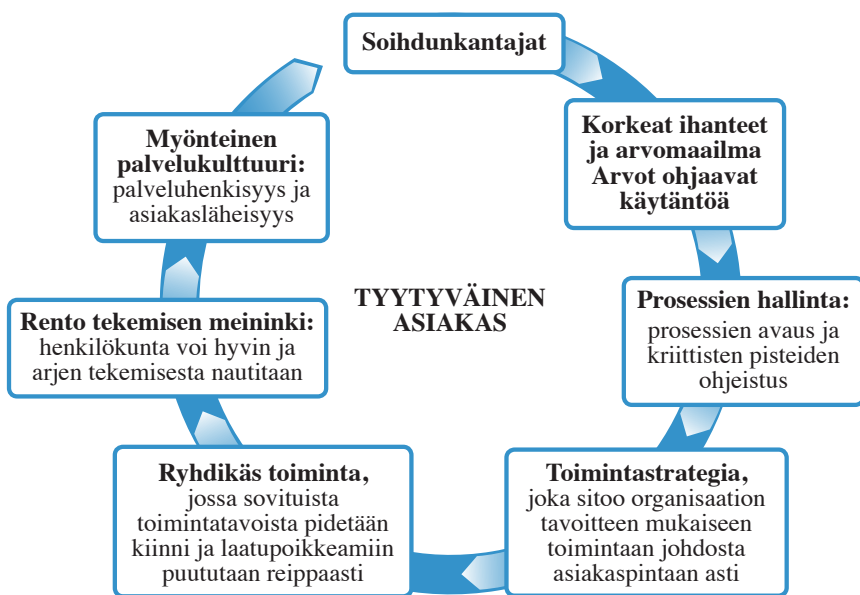 Soihdunkantajat
Korkeat ihanteet
ja arvomaailma
Arvot ohjaavat
käytäntöä
Prosessien hallinta:
prosessien avaus ja
kriittisten pisteiden
ohjeistus
Toimintastrategia,
joka sitoo organisaation
tavoitteen mukaiseen
toimintaan johdosta
asiakaspintaan asti
Ryhdikäs toiminta,
jossa sovituista
toimintatavoista pidetään
kiinni ja laatupoikkeamiin
puututaan reippaasti
Rento tekemisen meininki:
henkilökunta voi hyvin ja
arjen tekemisesta nautitaan
Myönteinen
palvelukulttuuri:
palveluhenkisyys ja
asiakasläheisyys
TYYTYVÄINEN
ASIAKAS